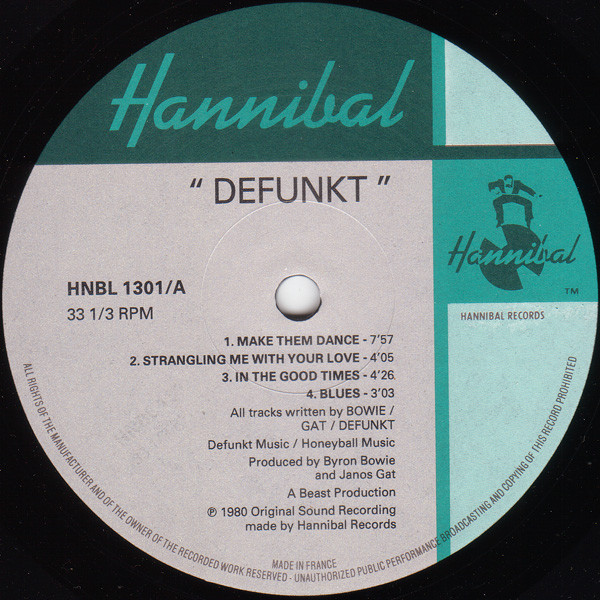 Hannibal
" DEFUNKT "
Hannibal
TM
HANNIBAL RECORDS
HNBL 1301/A
33 1/3 RPM
1. MAKE THEM DANCE - 7'57
2. STRANGLING ME WITH YOUR LOVE - 4'05
3. IN THE GOOD TIMES - 4'26
4. BLUES - 3'03
All tracks written by BOWIE /
GAT / DEFUNKT
Defunkt Music / Honeyball Music
Produced by Byron Bowie
and Janos Gat
A Beast Production
℗ 1980 Original Sound Recording
made by Hannibal Records
MADE IN FRANCE
ALL RIGHTS OF THE MANUFACTURER AND OF THE OWNER OF THE RECORDED WORK RESERVED - UNAUTHORIZED PUBLIC PERFORMANCE BROADCASTING AND COPYING OF THIS RECORD PROHIBITED